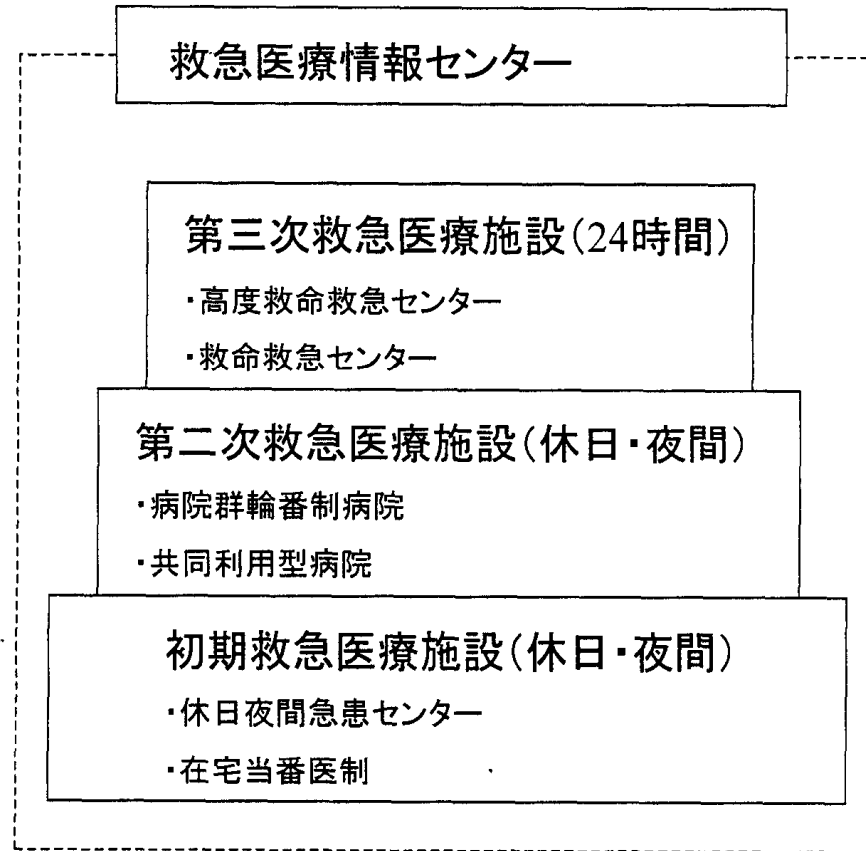 救急医療情報センター
第三次救急医療施設(24時間)
・高度救命救急センター
・救命救急センター
第二次救急医療施設(休日・夜間)
・病院群輪番制病院
・共同利用型病院
初期救急医療施設(休日・夜間)
・休日夜間急患センター
・在宅当番医制